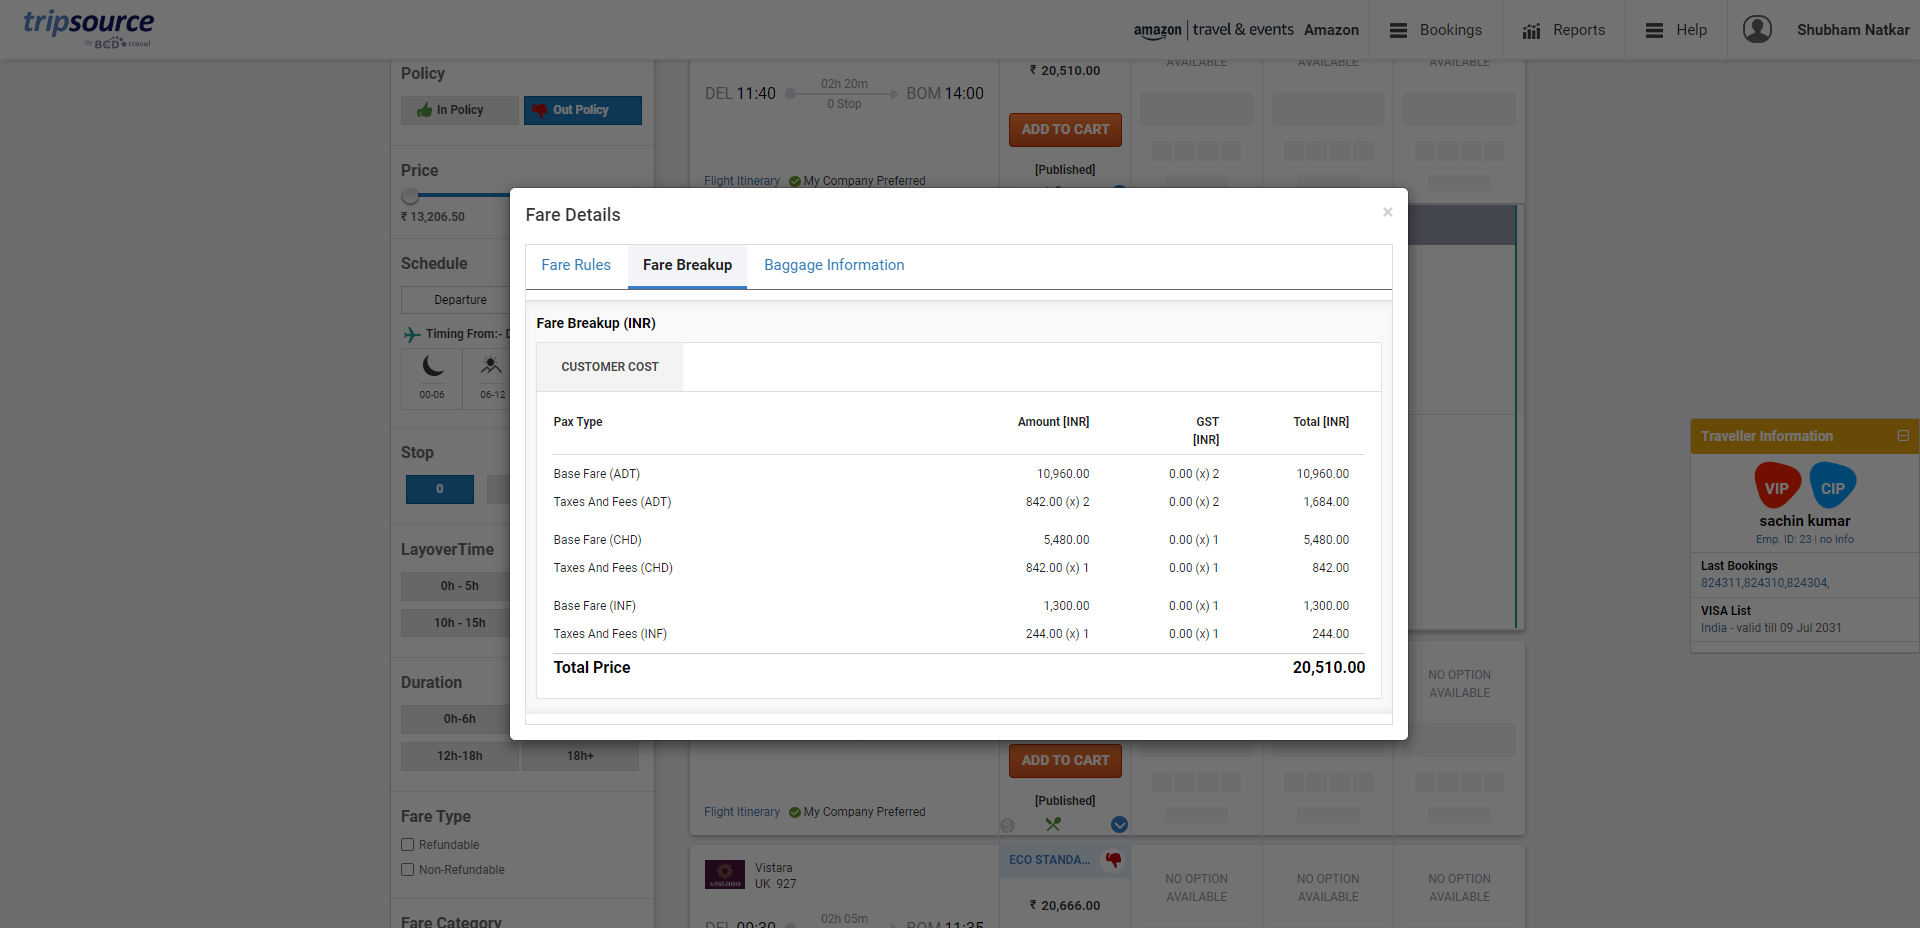 tripsource
by BCD travel
amazon | travel & events Amazon
Bookings
Reports
Help
Shubham Natkar
Policy
In Policy
Out Policy
Price
₹ 13,206.50
Schedule
Departure
Timing From:-
00-06
06-12
Stop
0
LayoverTime
0h - 5h
10h - 15h
Duration
0h-6h
12h-18h
18h+
Fare Type
Refundable
Non-Refundable
Fare Category
₹ 20,510.00
AVAILABLE
AVAILABLE
AVAILABLE
DEL 11:40
02h 20m
0 Stop
BOM 14:00
ADD TO CART
[Published]
Flight Itinerary
My Company Preferred
Fare Details
×
Fare Rules
Fare Breakup
Baggage Information
Fare Breakup (INR)
CUSTOMER COST
Pax Type Amount [INR] GST [INR] Total [INR]
Base Fare (ADT) 10,960.00 0.00 (x) 2 10,960.00
Taxes And Fees (ADT) 842.00 (x) 2 0.00 (x) 2 1,684.00
Base Fare (CHD) 5,480.00 0.00 (x) 1 5,480.00
Taxes And Fees (CHD) 842.00 (x) 1 0.00 (x) 1 842.00
Base Fare (INF) 1,300.00 0.00 (x) 1 1,300.00
Taxes And Fees (INF) 244.00 (x) 1 0.00 (x) 1 244.00
Total Price 20,510.00
NO OPTION
AVAILABLE
ADD TO CART
[Published]
Flight Itinerary
My Company Preferred
VISTARA
Vistara
UK 927
ECO STANDA...
₹ 20,666.00
NO OPTION
AVAILABLE
NO OPTION
AVAILABLE
NO OPTION
AVAILABLE
DEL 09:30
02h 05m
BOM 11:35
Traveller Information
VIP
CIP
sachin kumar
Emp. ID: 23 | no Info
Last Bookings
824311,824310,824304,
VISA List
India - valid till 09 Jul 2031